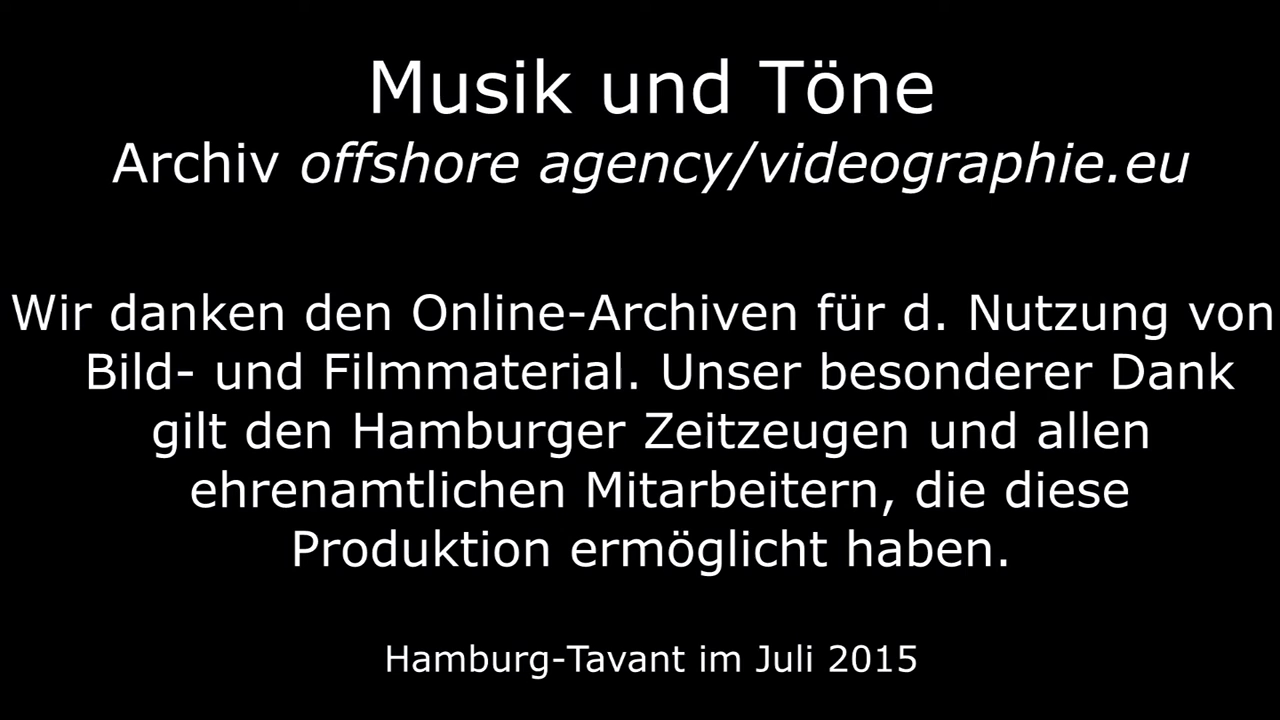 Musik und Töne
Archiv offshore agency/videographie.eu
Wir danken den Online-Archiven für d. Nutzung von
Bild- und Filmmaterial. Unser besonderer Dank
gilt den Hamburger Zeitzeugen und allen
ehrenamtlichen Mitarbeitern, die diese
Produktion ermöglicht haben.
Hamburg-Tavant im Juli 2015